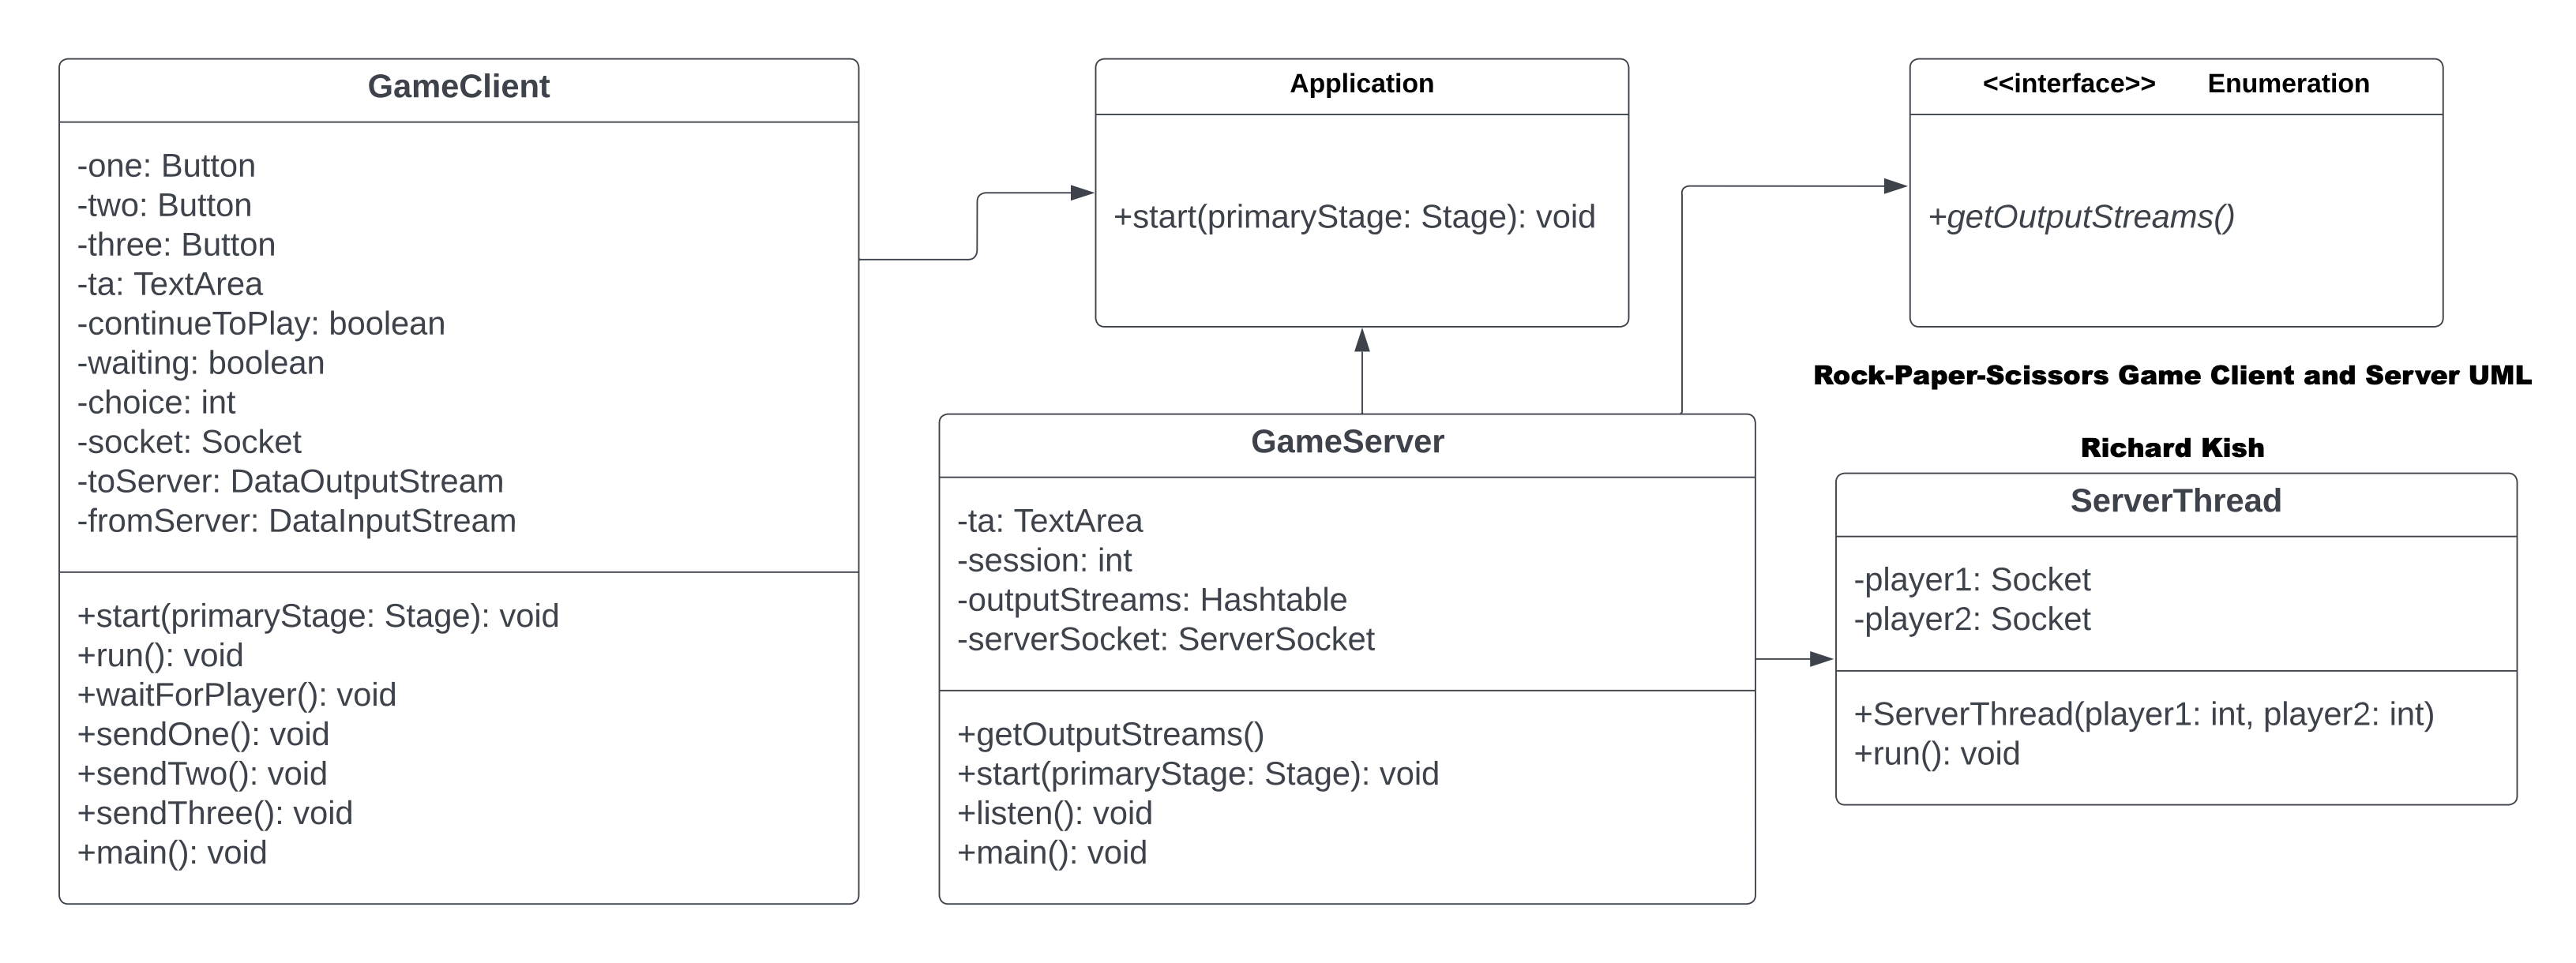 GameClient
-one: Button
-two: Button
-three: Button
-ta: TextArea
-continueToPlay: boolean
-waiting: boolean
-choice: int
-socket: Socket
-toServer: DataOutputStream
-fromServer: DataInputStream
+start(primaryStage: Stage): void
+run(): void
+waitForPlayer(): void
+sendOne(): void
+sendTwo(): void
+sendThree(): void
+main(): void
Application
+start(primaryStage: Stage): void
<<interface>> Enumeration
+getOutputStreams()
Rock-Paper-Scissors Game Client and Server UML
Richard Kish
GameServer
-ta: TextArea
-session: int
-outputStreams: Hashtable
-serverSocket: ServerSocket
+getOutputStreams()
+start(primaryStage: Stage): void
+listen(): void
+main(): void
ServerThread
-player1: Socket
-player2: Socket
+ServerThread(player1: int, player2: int)
+run(): void